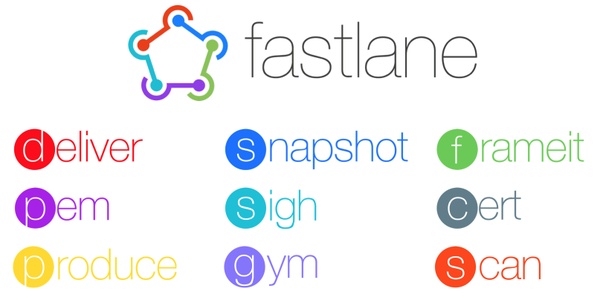 fastlane
deliver snapshot frameit
pem sigh cert
produce gym scan